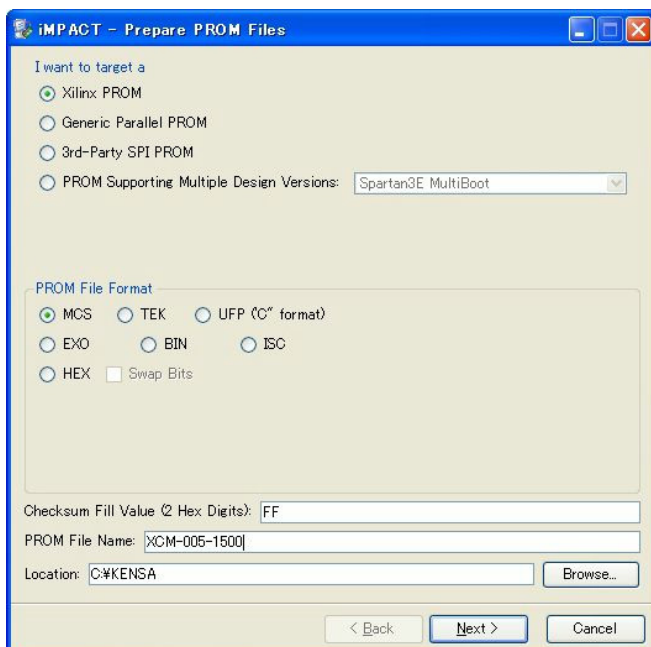 iMPACT - Prepare PROM Files
I want to target a
Xilinx PROM
Generic Parallel PROM
3rd-Party SPI PROM
PROM Supporting Multiple Design Versions: Spartan3E MultiBoot
PROM File Format
MCS TEK UFP ("C" format)
EXO BIN ISC
HEX Swap Bits
Checksum Fill Value (2 Hex Digits): FF
PROM File Name: XCM-005-1500
Location: C:¥KENSA Browse...
< Back Next > Cancel